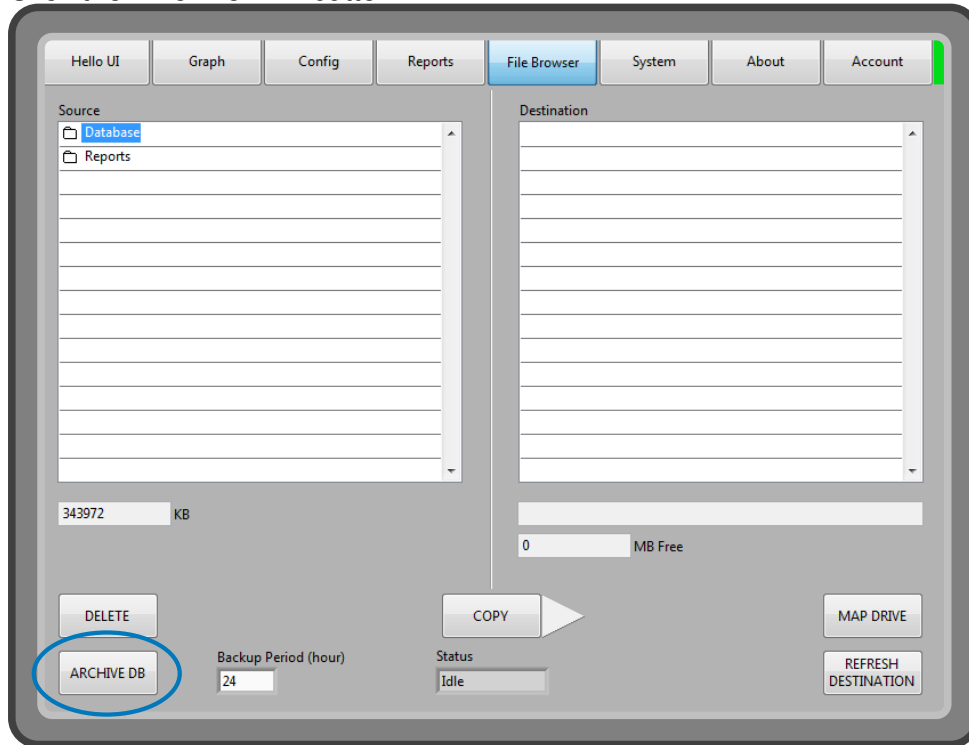 Hello UI Graph Config Reports File Browser System About Account
Source
Database
Reports
343972 KB
Destination
0 MB Free
DELETE
COPY
MAP DRIVE
ARCHIVE DB
Backup Period (hour)
24
Status
Idle
REFRESH
DESTINATION